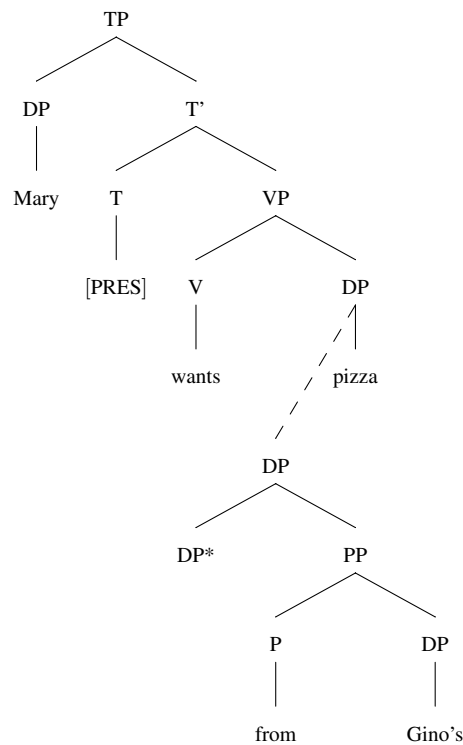 TP
DP T’
Mary T VP
[PRES] V DP
wants pizza
DP
DP* PP
P DP
from Gino’s